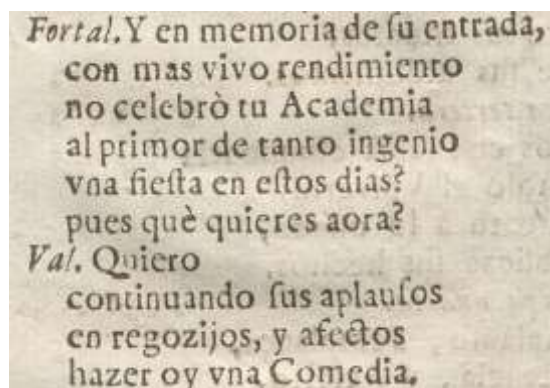 Fortal. Y en memoria de ſu entrada,
con mas vivo rendimiento
no celebrò tu Academia
al primor de tanto ingenio
vna fieſta en eſtos dias?
pues què quieres aora?
Val. Quiero
continuando ſus aplauſos
en regozijos, y afectos
hazer oy vna Comedia.